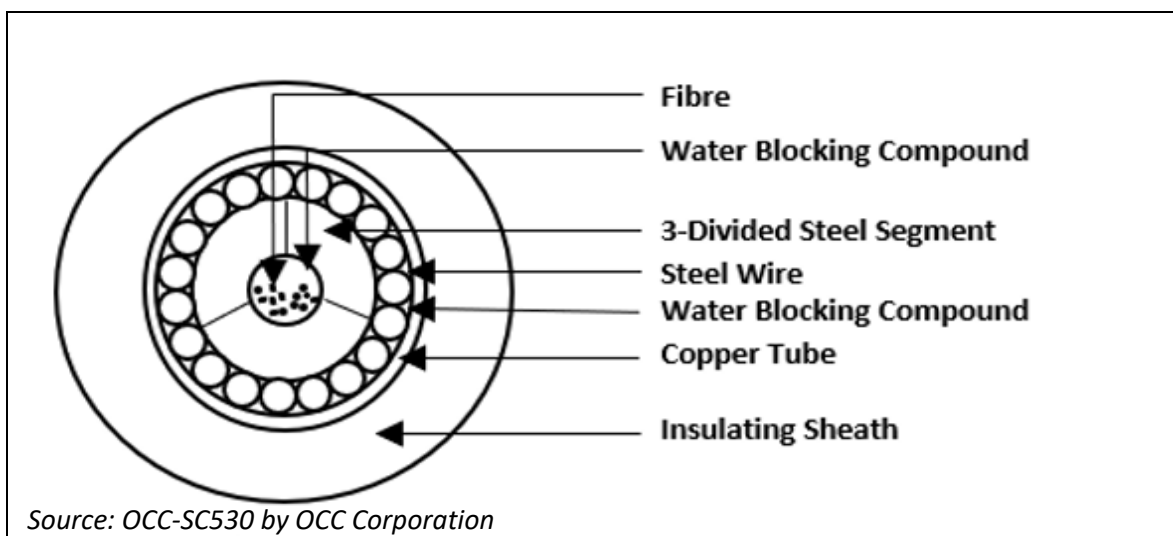 Fibre
Water Blocking Compound
3-Divided Steel Segment
Steel Wire
Water Blocking Compound
Copper Tube
Insulating Sheath
Source: OCC-SC530 by OCC Corporation